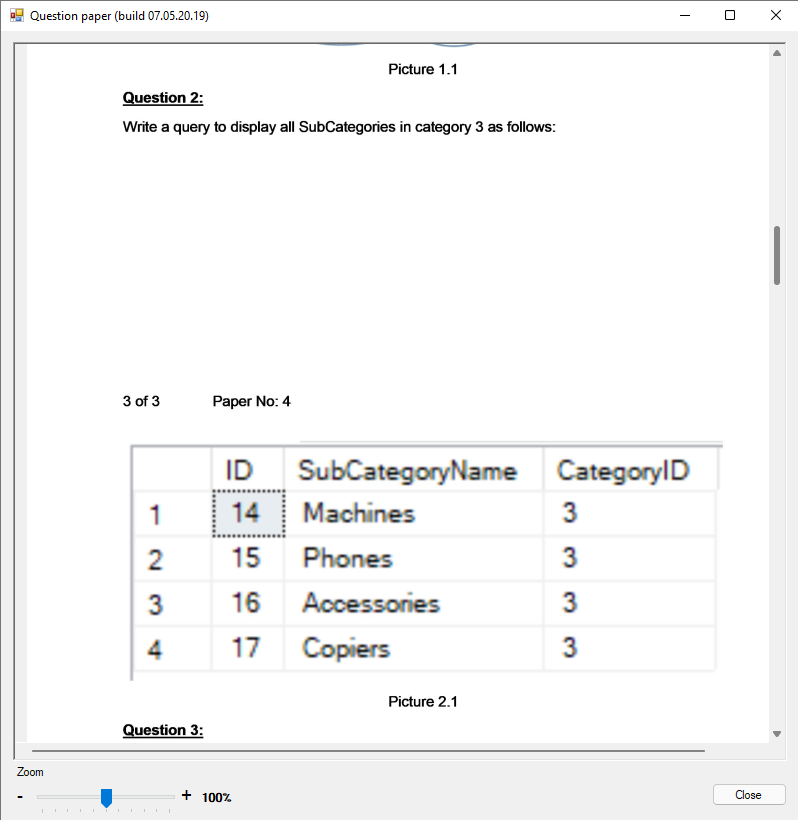 Question paper (build 07.05.20.19)
Picture 1.1
Question 2:
Write a query to display all SubCategories in category 3 as follows:
3 of 3 Paper No: 4
ID SubCategoryName CategoryID
1 14 Machines 3
2 15 Phones 3
3 16 Accessories 3
4 17 Copiers 3
Picture 2.1
Question 3:
Zoom
- + 100%
Close